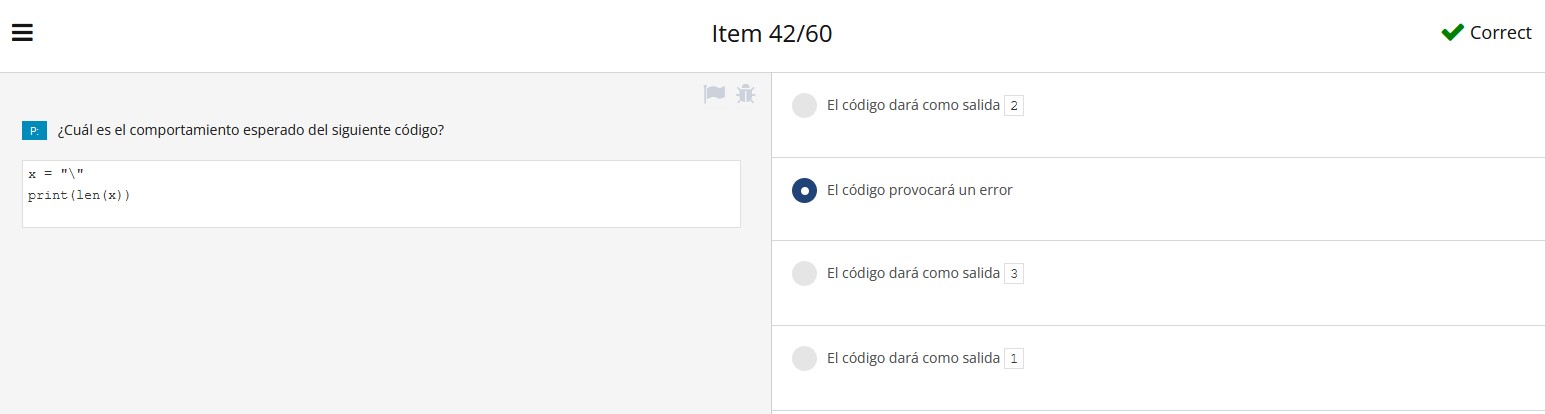 Item 42/60
Correct
P: ¿Cuál es el comportamiento esperado del siguiente código?
x = "\"
print(len(x))
El código dará como salida 2
El código provocará un error
El código dará como salida 3
El código dará como salida 1